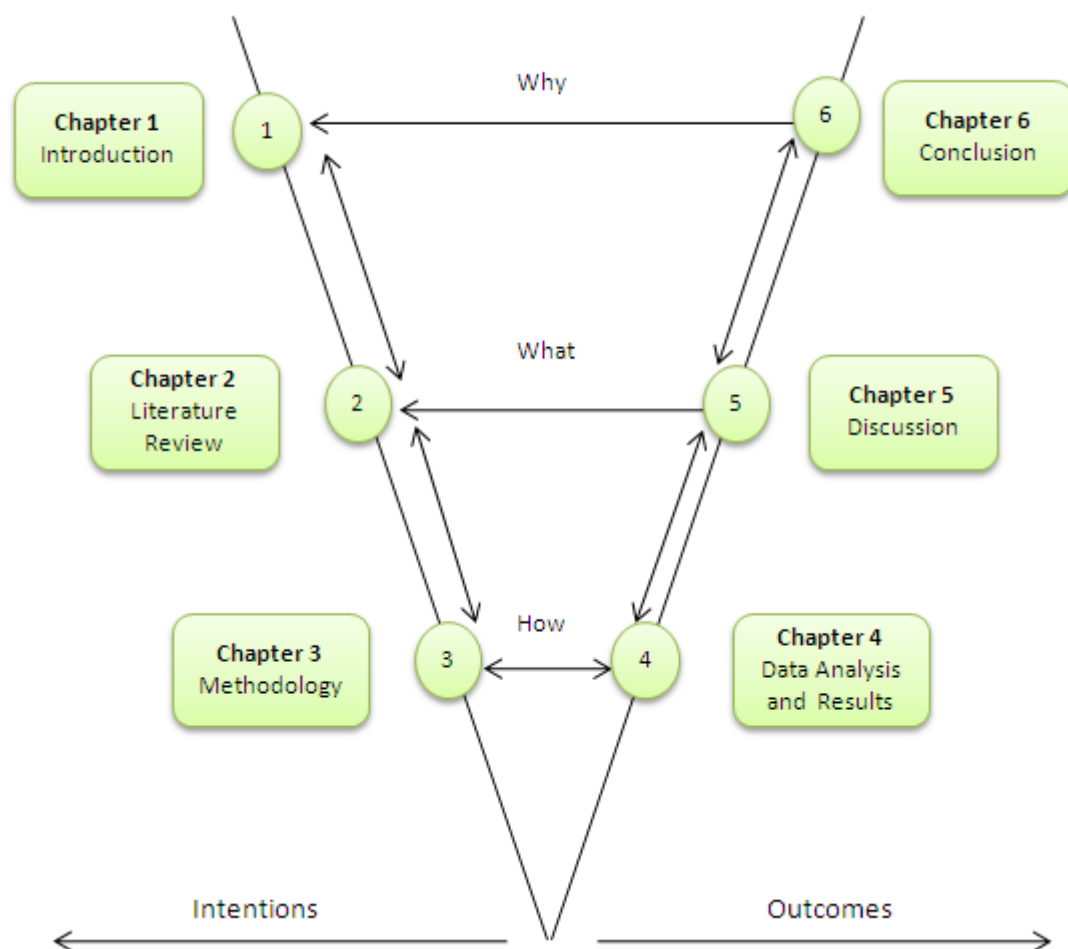 Why
Chapter 1
Introduction
1
6
Chapter 6
Conclusion
What
Chapter 2
Literature
Review
2
5
Chapter 5
Discussion
How
Chapter 3
Methodology
3
4
Chapter 4
Data Analysis
and Results
Intentions
Outcomes